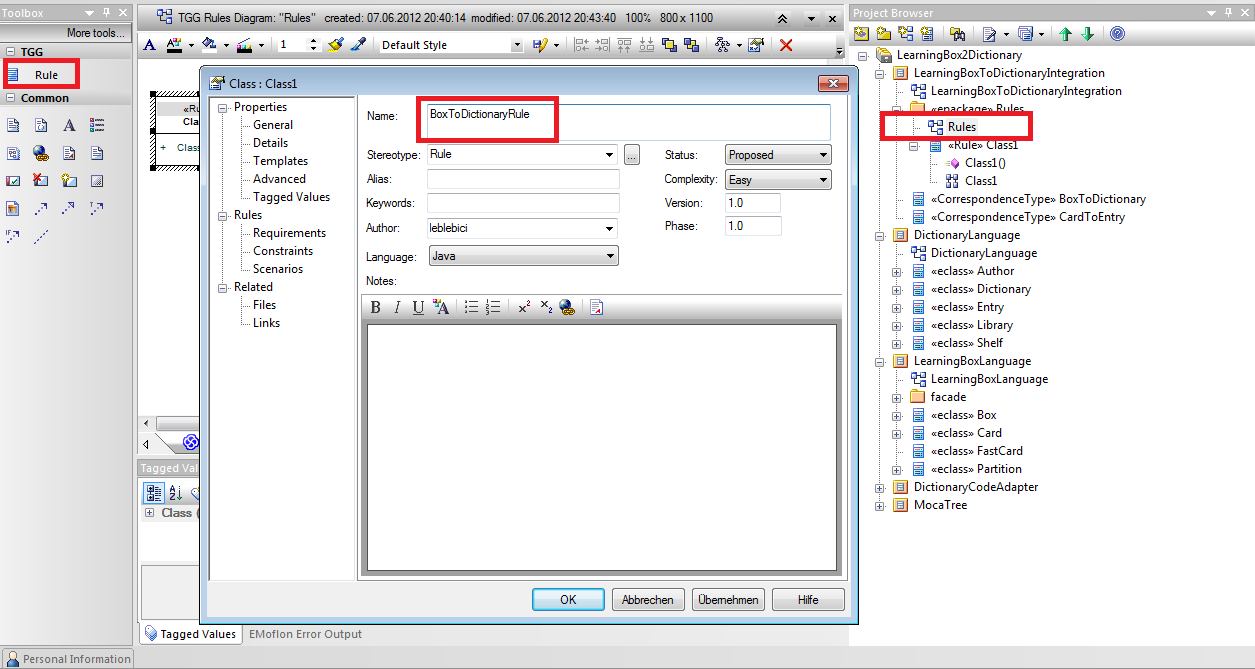 Toolbox
More tools...
TGG
Rule
Common
Personal Information
TGG Rules Diagram: "Rules" created: 07.06.2012 20:40:14 modified: 07.06.2012 20:43:40 100% 800 x 1100
A
1
Default Style
«Ru
Cla
+ Class
Class : Class1
Properties
General
Details
Templates
Advanced
Tagged Values
Rules
Requirements
Constraints
Scenarios
Related
Files
Links
Name: BoxToDictionaryRule
Stereotype: Rule ... Status: Proposed
Alias: Complexity: Easy
Keywords: Version: 1.0
Author: leblebici Phase: 1.0
Language: Java
Notes:
B I U A x² x₂
OK Abbrechen Übernehmen Hilfe
Tagged Val
Class (
Tagged Values EMoflon Error Output
Project Browser
LearningBox2Dictionary
LearningBoxToDictionaryIntegration
LearningBoxToDictionaryIntegration
«epackage» Rules
Rules
«Rule» Class1
Class1()
Class1
«CorrespondenceType» BoxToDictionary
«CorrespondenceType» CardToEntry
DictionaryLanguage
DictionaryLanguage
«eclass» Author
«eclass» Dictionary
«eclass» Entry
«eclass» Library
«eclass» Shelf
LearningBoxLanguage
LearningBoxLanguage
facade
«eclass» Box
«eclass» Card
«eclass» FastCard
«eclass» Partition
DictionaryCodeAdapter
MocaTree